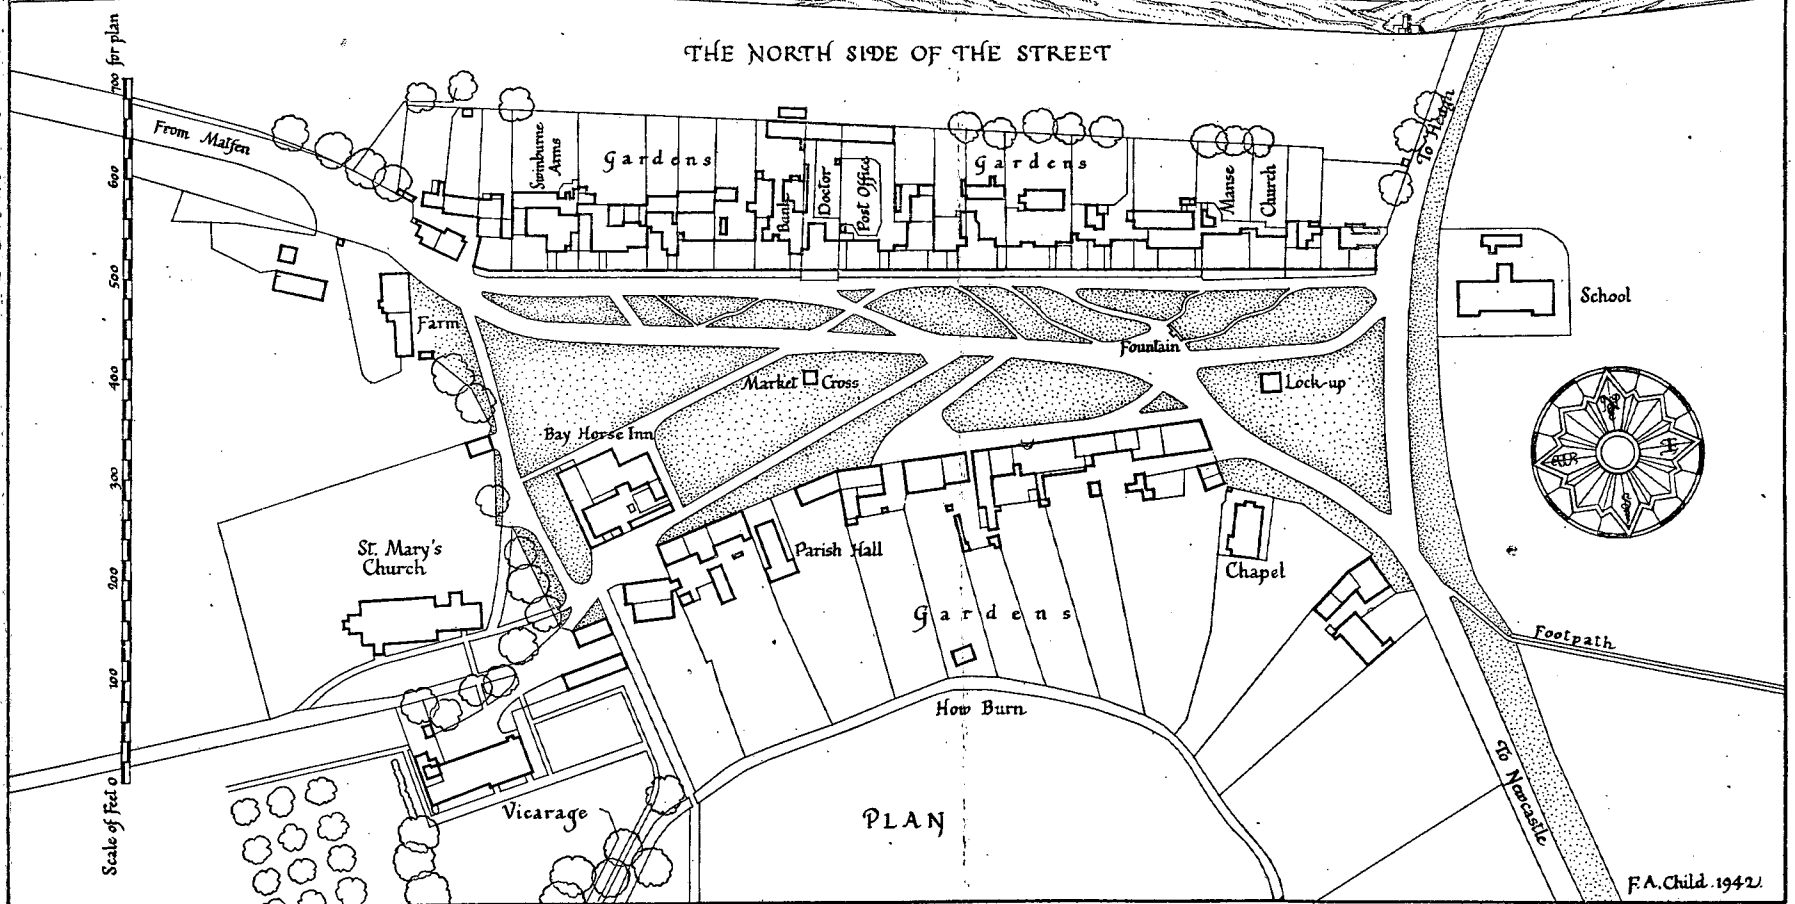 THE NORTH SIDE OF THE STREET
700 for plan
600
500
400
300
200
100
Scale of Feet 0
From Malfen
To Heugh
Swinburne
Arms
Gardens
Bank
Doctor
Post Office
Gardens
Manse
Church
School
Farm
Fountain
Market Cross
Lock-up
Bay Horse Inn
St. Mary's
Church
Parish Hall
Chapel
Gardens
Footpath
How Burn
To Newcastle
Vicarage
PLAN
F.A. Child. 1942.